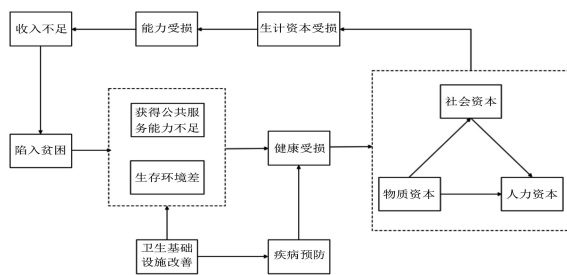 收入不足
能力受损
生计资本受损
获得公共服
务能力不足
社会资本
陷入贫困
健康受损
生存环境差
物质资本
人力资本
卫生基础
设施改善
疾病预防